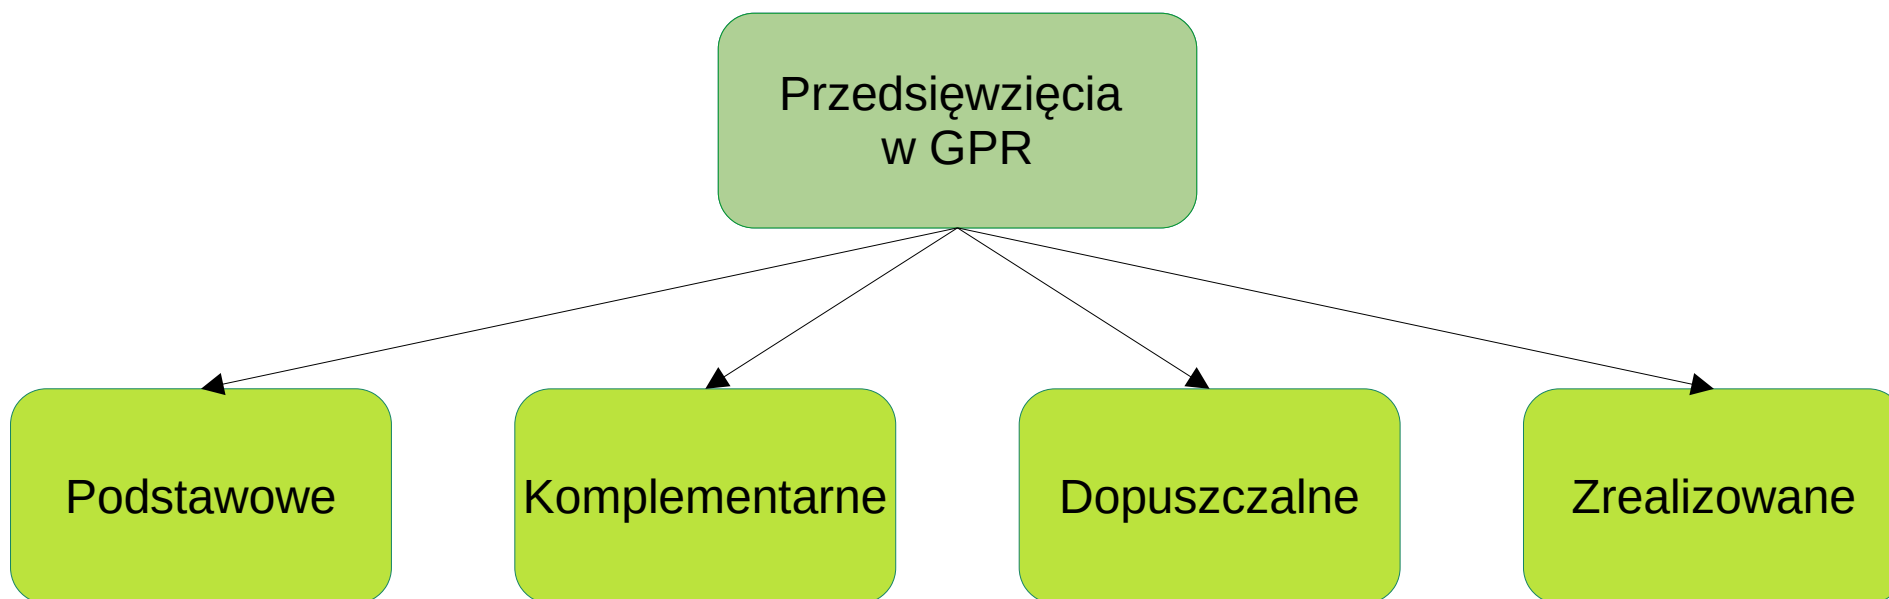 Przedsięwzięcia
w GPR
Podstawowe
Komplementarne
Dopuszczalne
Zrealizowane